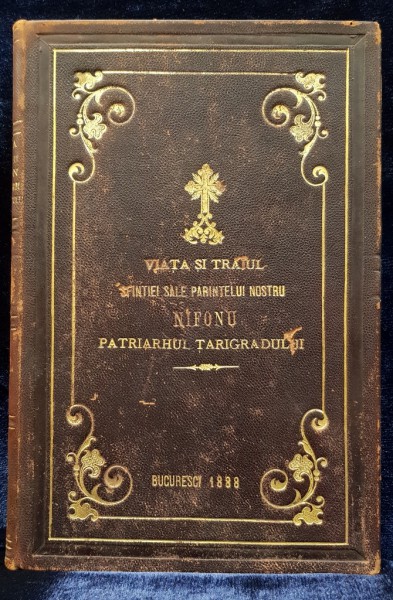 VIATA SI TRAIUL
SFINTIEI SALE PARINTELUI NOSTRU
NIFONU
PATRIARHUL TARIGRADULUI
BUCURESCI 1888